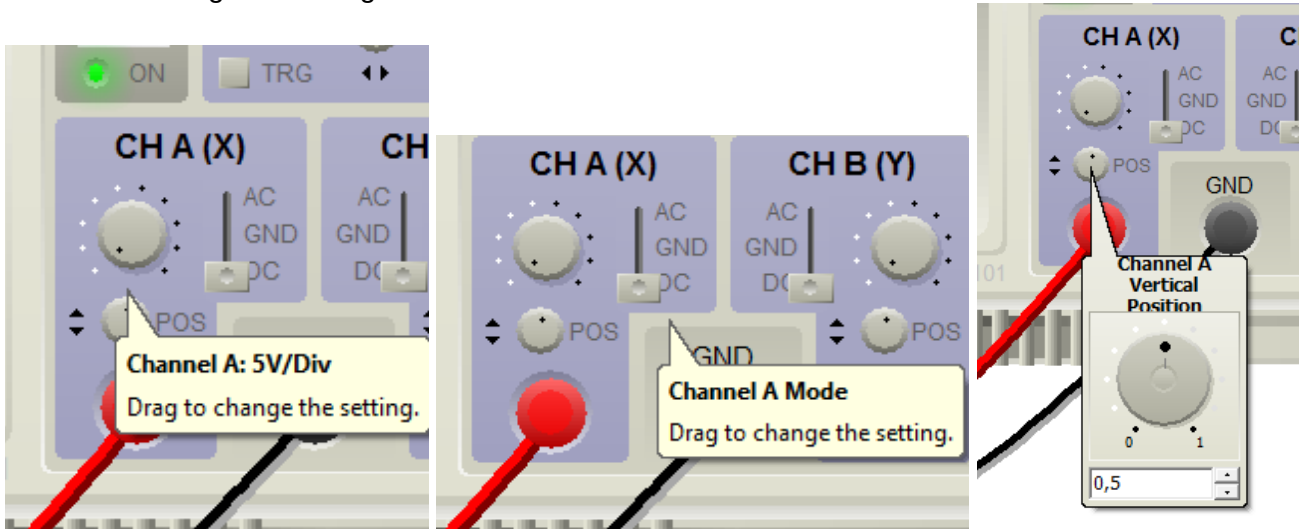 ON
TRG
CH A (X)
CH
AC
GND
DC
AC
GND
POS
Channel A: 5V/Div
Drag to change the setting.
CH A (X)
CH B (Y)
AC
GND
DC
AC
GND
POS
GND
POS
Channel A Mode
Drag to change the setting.
CH A (X)
C
AC
GND
DC
AC
GND
POS
GND
01
Channel A
Vertical
Position
0
1
0,5